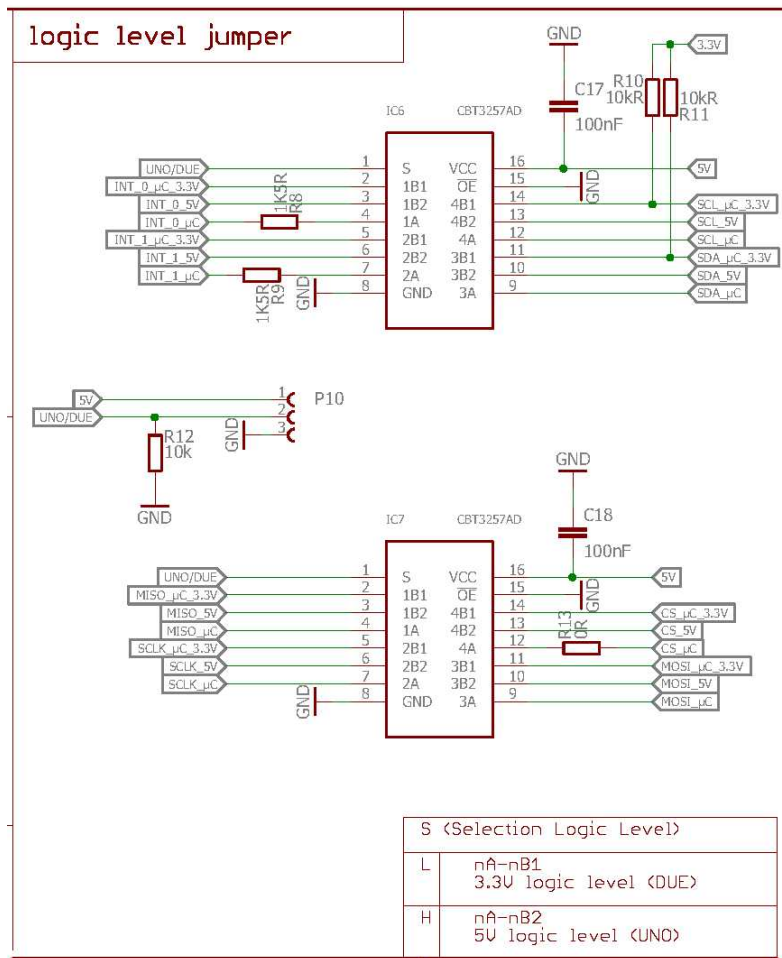 logic level jumper
GND
3.3V
R10
10kR
10kR
R11
C17
100nF
IC6
CBT3257AD
UNO/DUE
INT_0_µC_3.3V
INT_0_5V
INT_0_µC
INT_1_µC_3.3V
INT_1_5V
INT_1_µC
1K5R
R8
1K5R
R9
GND
1 S VCC 16
2 1B1 OE 15
3 1B2 4B1 14
4 1A 4B2 13
5 2B1 4A 12
6 2B2 3B1 11
7 2A 3B2 10
8 GND 3A 9
GND
5V
SCL_µC_3.3V
SCL_5V
SCL_µC
SDA_µC_3.3V
SDA_5V
SDA_µC
5V
UNO/DUE
1
2
3
P10
GND
R12
10k
GND
GND
C18
100nF
IC7
CBT3257AD
UNO/DUE
MISO_µC_3.3V
MISO_5V
MISO_µC
SCLK_µC_3.3V
SCLK_5V
SCLK_µC
GND
1 S VCC 16
2 1B1 OE 15
3 1B2 4B1 14
4 1A 4B2 13
5 2B1 4A 12
6 2B2 3B1 11
7 2A 3B2 10
8 GND 3A 9
GND
R13
0R
5V
CS_µC_3.3V
CS_5V
CS_µC
MOSI_µC_3.3V
MOSI_5V
MOSI_µC
S (Selection Logic Level)
L nA-nB1
3.3V logic level (DUE)
H nA-nB2
5V logic level (UNO)